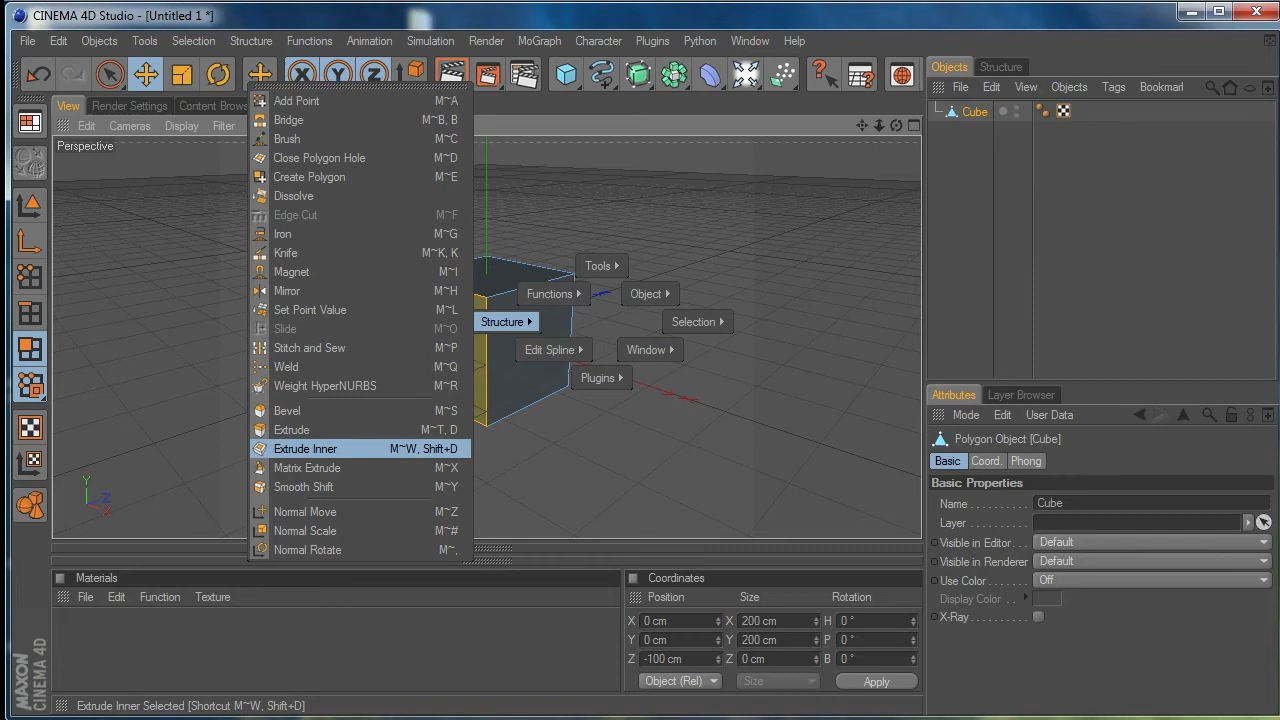 CINEMA 4D Studio - [Untitled 1 *]
File Edit Objects Tools Selection Structure Functions Animation Simulation Render MoGraph Character Plugins Python Window Help
X Y Z
View Render Settings Content Brows
Edit Cameras Display Filter
Perspective
Add Point M~A
Bridge M~B, B
Brush M~C
Close Polygon Hole M~D
Create Polygon M~E
Dissolve
Edge Cut M~F
Iron M~G
Knife M~K, K
Magnet M~I
Mirror M~H
Set Point Value M~L
Slide M~O
Stitch and Sew M~P
Weld M~Q
Weight HyperNURBS M~R
Bevel M~S
Extrude M~T, D
Extrude Inner M~W, Shift+D
Matrix Extrude M~X
Smooth Shift M~Y
Normal Move M~Z
Normal Scale M~#
Normal Rotate M~,
Tools
Functions Object
Structure Selection
Edit Spline Window
Plugins
Y Z X
Objects Structure
File Edit View Objects Tags Bookmarl
Cube
Attributes Layer Browser
Mode Edit User Data
Polygon Object [Cube]
Basic Coord. Phong
Basic Properties
Name Cube
Layer
Visible in Editor Default
Visible in Renderer Default
Use Color Off
Display Color
X-Ray
Materials
File Edit Function Texture
Coordinates
Position Size Rotation
X 0 cm X 200 cm H 0 °
Y 0 cm Y 200 cm P 0 °
Z -100 cm Z 0 cm B 0 °
Object (Rel) Size Apply
MAXON
CINEMA 4D
Extrude Inner Selected [Shortcut M~W, Shift+D]